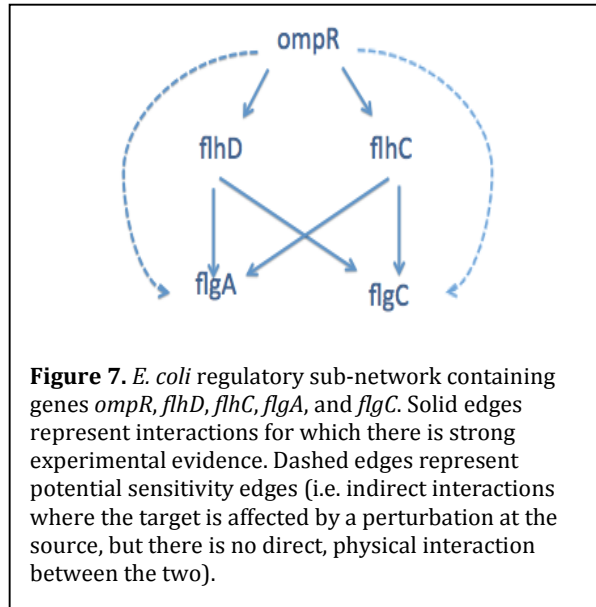 ompR
flhD flhC
flgA flgC
Figure 7. E. coli regulatory sub-network containing
genes ompR, flhD, flhC, flgA, and flgC. Solid edges
represent interactions for which there is strong
experimental evidence. Dashed edges represent
potential sensitivity edges (i.e. indirect interactions
where the target is affected by a perturbation at the
source, but there is no direct, physical interaction
between the two).